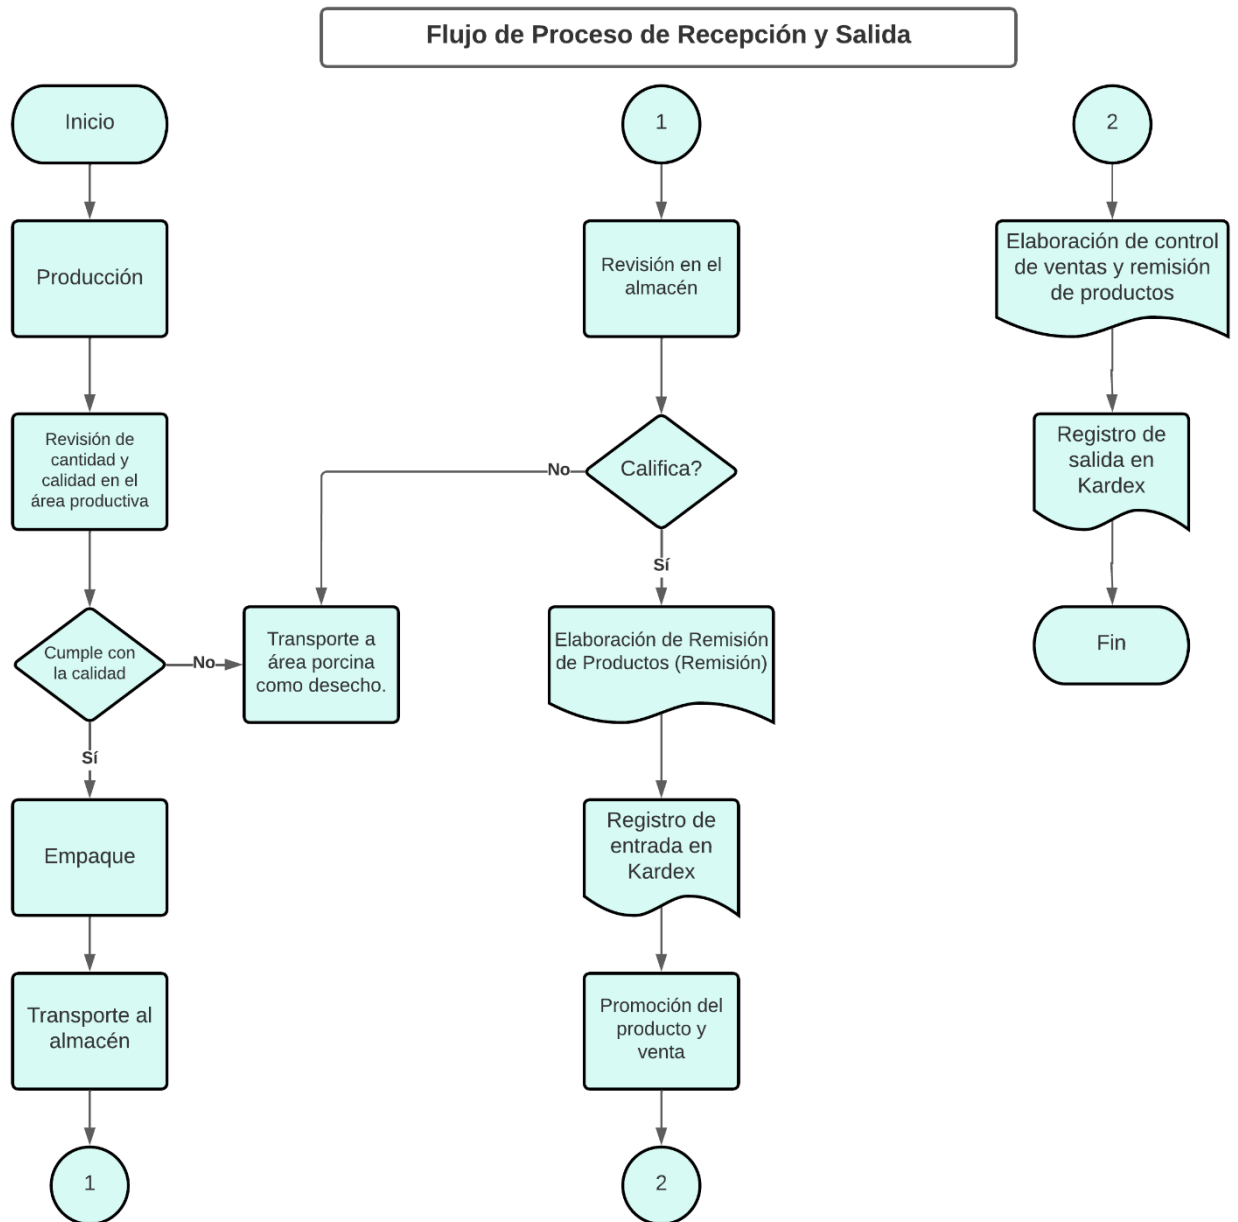 Flujo de Proceso de Recepción y Salida
Inicio
Producción
Revisión de
cantidad y
calidad en el
área productiva
Cumple con
la calidad
No
Transporte a
área porcina
como desecho.
Sí
Empaque
Transporte al
almacén
1
1
Revisión en el
almacén
Califica?
No
Sí
Elaboración de Remisión
de Productos (Remisión)
Registro de
entrada en
Kardex
Promoción del
producto y
venta
2
2
Elaboración de control
de ventas y remisión
de productos
Registro de
salida en
Kardex
Fin